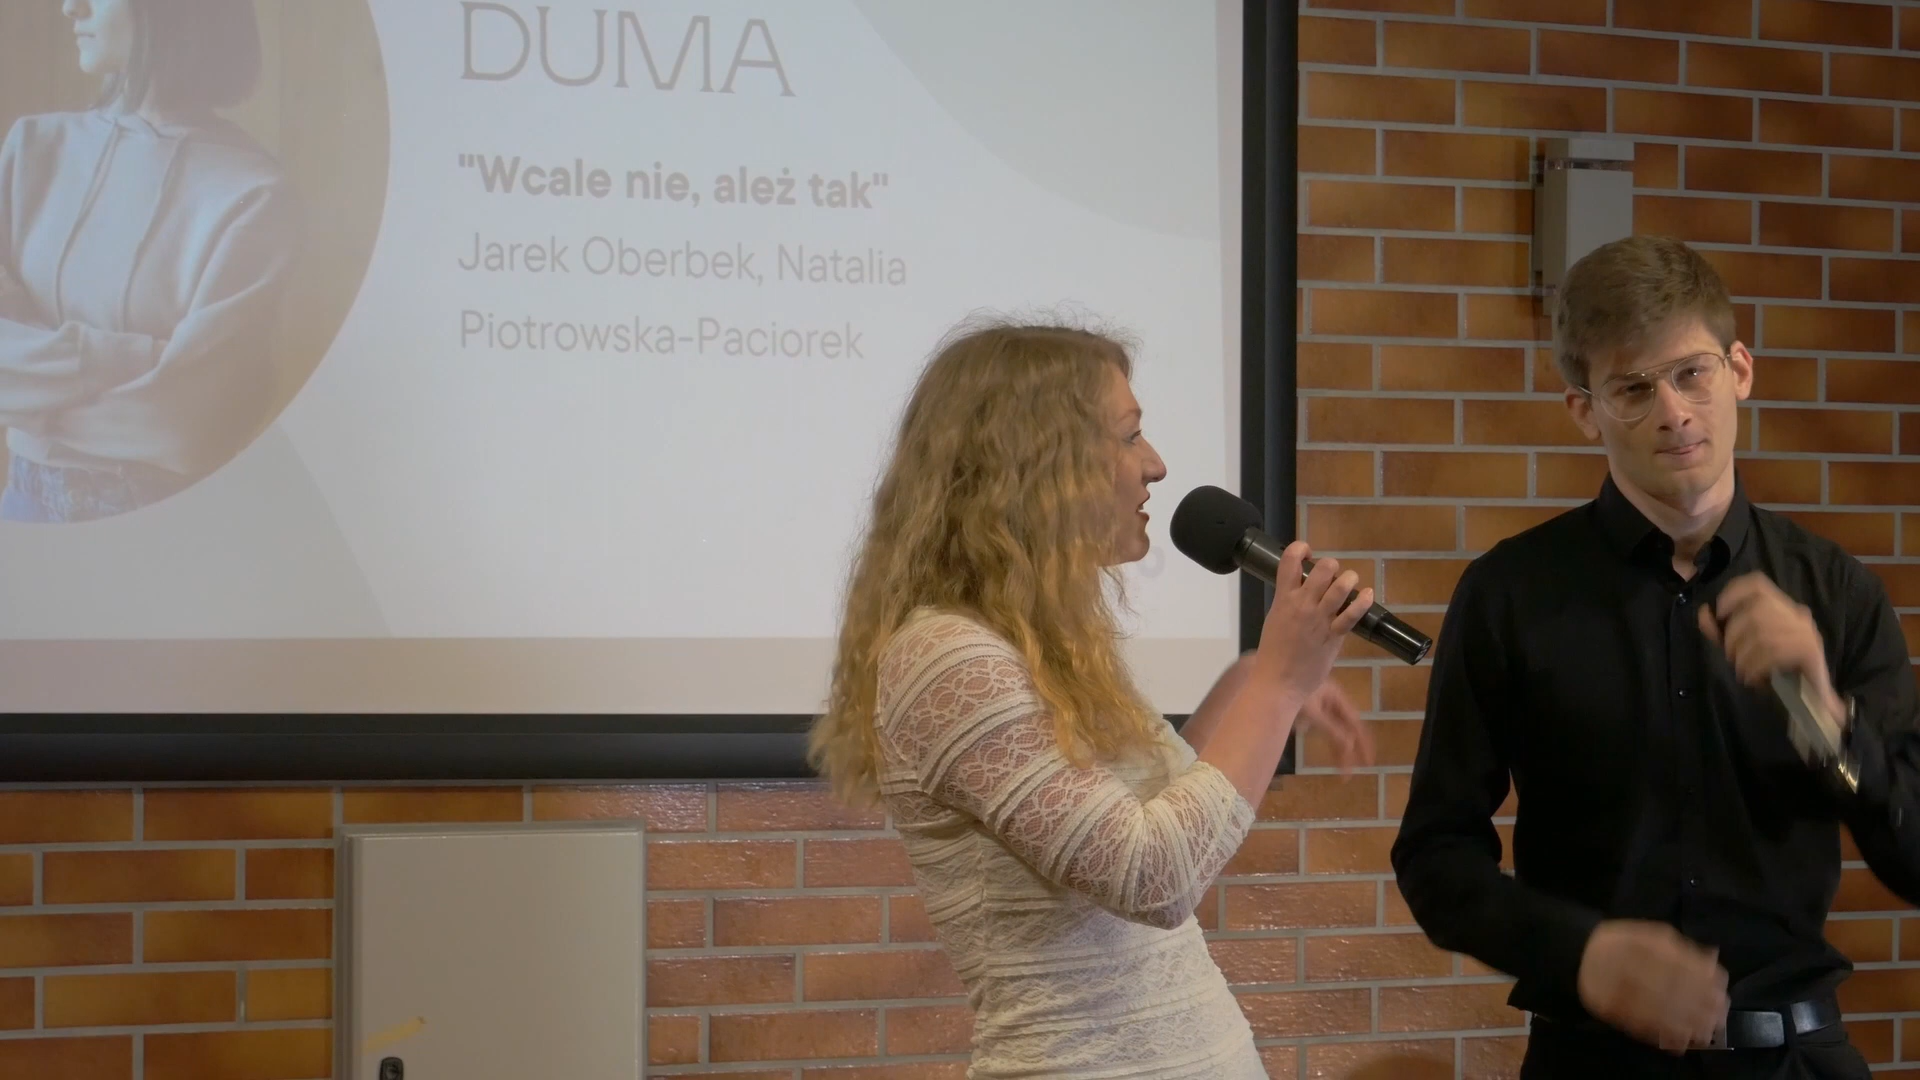 DUMA
"Wcale nie, ależ tak"
Jarek Oberbek, Natalia
Piotrowska-Paciorek